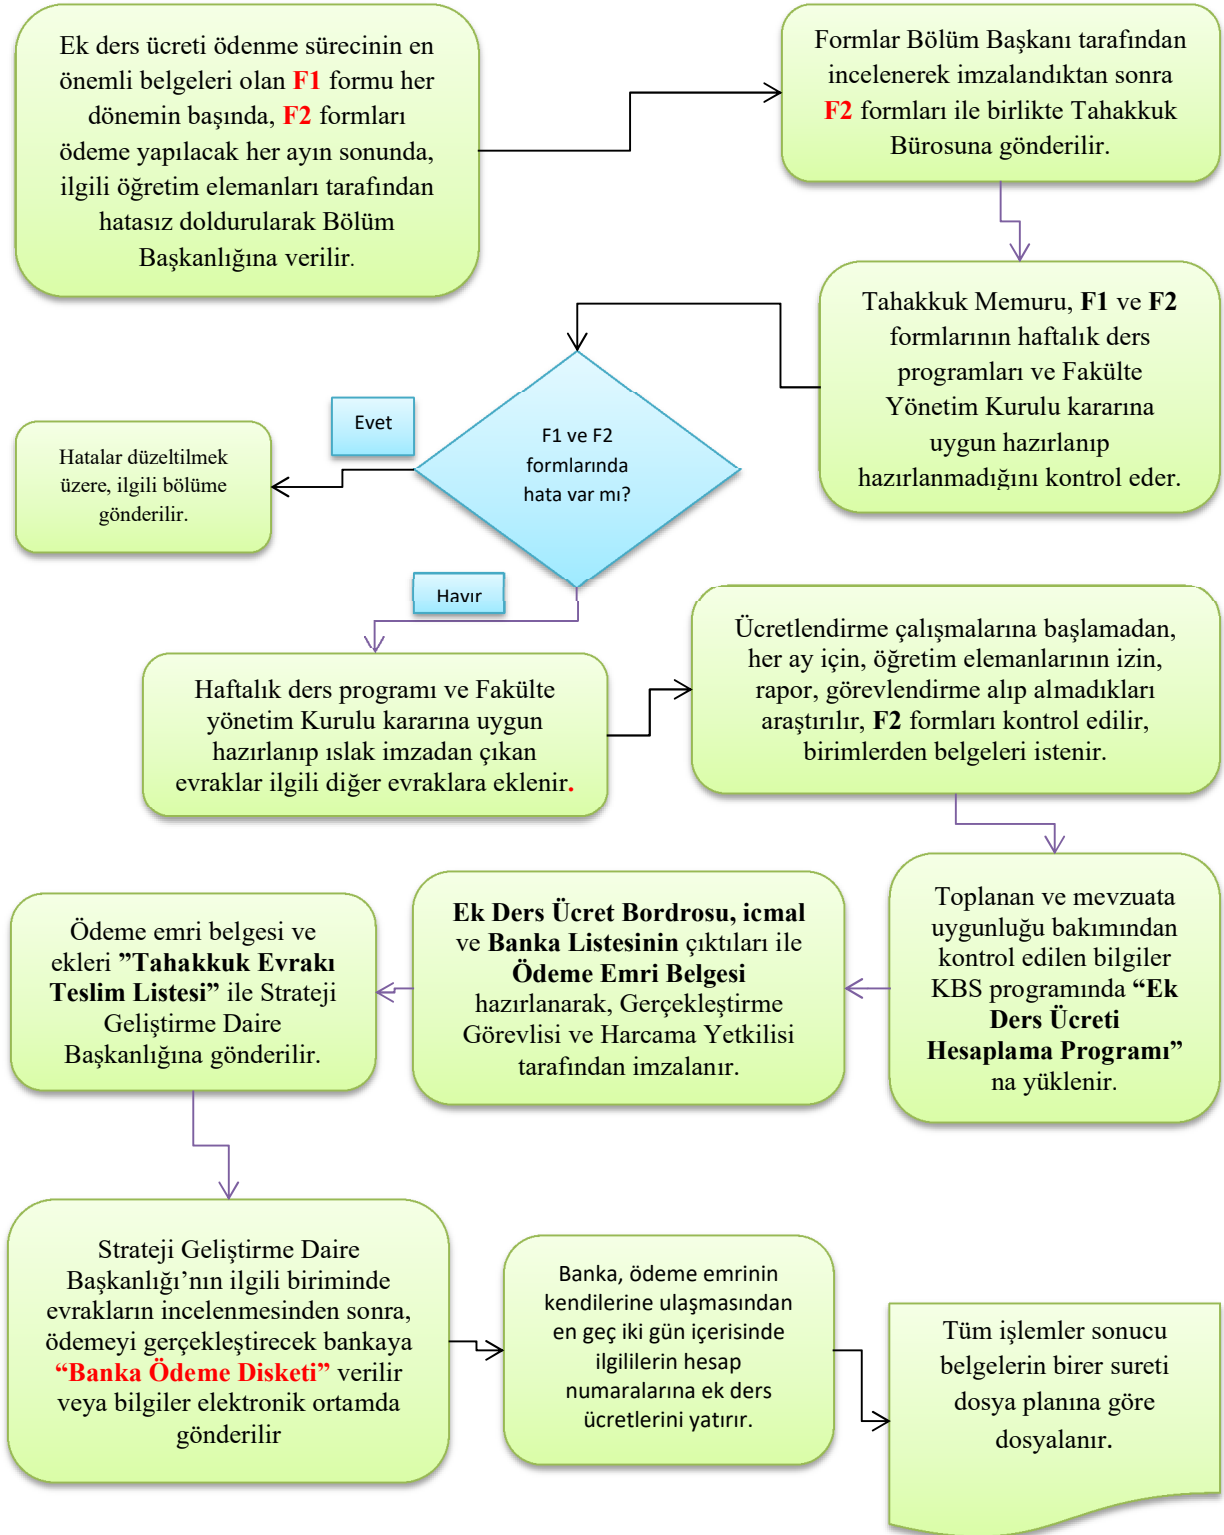 Ek ders ücreti ödenme sürecinin en
önemli belgeleri olan F1 formu her
dönemin başında, F2 formları
ödeme yapılacak her ayın sonunda,
ilgili öğretim elemanları tarafından
hatasız doldurularak Bölüm
Başkanlığına verilir.
Formlar Bölüm Başkanı tarafından
incelenerek imzalandıktan sonra
F2 formları ile birlikte Tahakkuk
Bürosuna gönderilir.
Tahakkuk Memuru, F1 ve F2
formlarının haftalık ders
programları ve Fakülte
Yönetim Kurulu kararına
uygun hazırlanıp
hazırlanmadığını kontrol eder.
F1 ve F2
formlarında
hata var mı?
Evet
Hatalar düzeltilmek
üzere, ilgili bölüme
gönderilir.
Hayır
Haftalık ders programı ve Fakülte
yönetim Kurulu kararına uygun
hazırlanıp ıslak imzadan çıkan
evraklar ilgili diğer evraklara eklenir.
Ücretlendirme çalışmalarına başlamadan,
her ay için, öğretim elemanlarının izin,
rapor, görevlendirme alıp almadıkları
araştırılır, F2 formları kontrol edilir,
birimlerden belgeleri istenir.
Toplanan ve mevzuata
uygunluğu bakımından
kontrol edilen bilgiler
KBS programında “Ek
Ders Ücreti
Hesaplama Programı”
na yüklenir.
Ek Ders Ücret Bordrosu, icmal
ve Banka Listesinin çıktıları ile
Ödeme Emri Belgesi
hazırlanarak, Gerçekleştirme
Görevlisi ve Harcama Yetkilisi
tarafından imzalanır.
Ödeme emri belgesi ve
ekleri ”Tahakkuk Evrakı
Teslim Listesi” ile Strateji
Geliştirme Daire
Başkanlığına gönderilir.
Strateji Geliştirme Daire
Başkanlığı’nın ilgili biriminde
evrakların incelenmesinden sonra,
ödemeyi gerçekleştirecek bankaya
“Banka Ödeme Disketi” verilir
veya bilgiler elektronik ortamda
gönderilir
Banka, ödeme emrinin
kendilerine ulaşmasından
en geç iki gün içerisinde
ilgililerin hesap
numaralarına ek ders
ücretlerini yatırır.
Tüm işlemler sonucu
belgelerin birer sureti
dosya planına göre
dosyalanır.